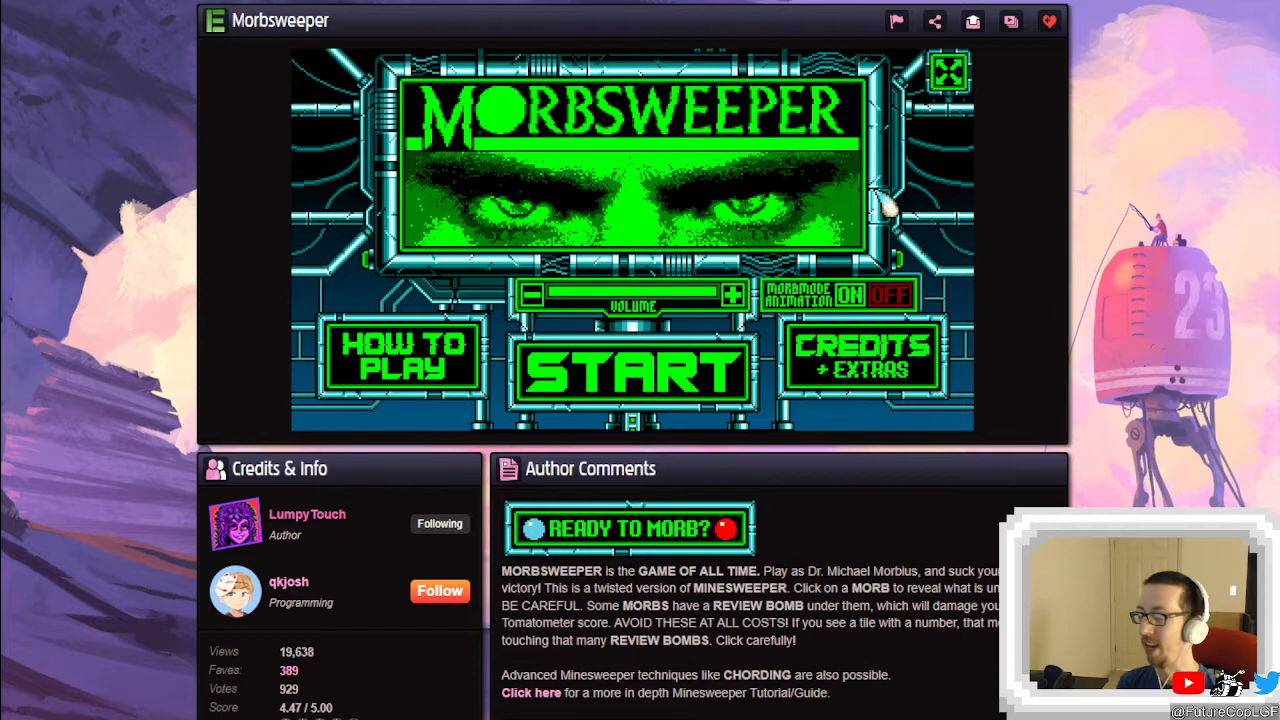 Morbsweeper
MORBSWEEPER
VOLUME
MORBMODE
ANIMATION ON OFF
HOW TO
PLAY
START
CREDITS
+ EXTRAS
23
Credits & Info
LumpyTouch
Author
Following
qkjosh
Programming
Follow
Views 19,638
Faves: 389
Votes 929
Score 4.47 / 5.00
Author Comments
READY TO MORB?
MORBSWEEPER is the GAME OF ALL TIME. Play as Dr. Michael Morbius, and suck your
victory! This is a twisted version of MINESWEEPER. Click on a MORB to reveal what is un
BE CAREFUL. Some MORBS have a REVIEW BOMB under them, which will damage you
Tomatometer score. AVOID THESE AT ALL COSTS! If you see a tile with a number, that me
touching that many REVIEW BOMBS. Click carefully!
Advanced Minesweeper techniques like CHORDING are also possible.
Click here for a more in depth Minesweeper Tutorial/Guide.
@FutureCopLGF